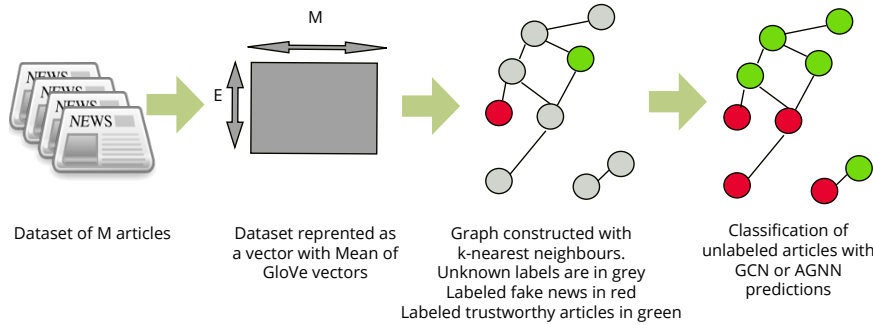 M
E
NEWS
NEWS
NEWS
NEWS
Dataset of M articles
Dataset reprented as
a vector with Mean of
GloVe vectors
Graph constructed with
k-nearest neighbours.
Unknown labels are in grey
Labeled fake news in red
Labeled trustworthy articles in green
Classification of
unlabeled articles with
GCN or AGNN
predictions